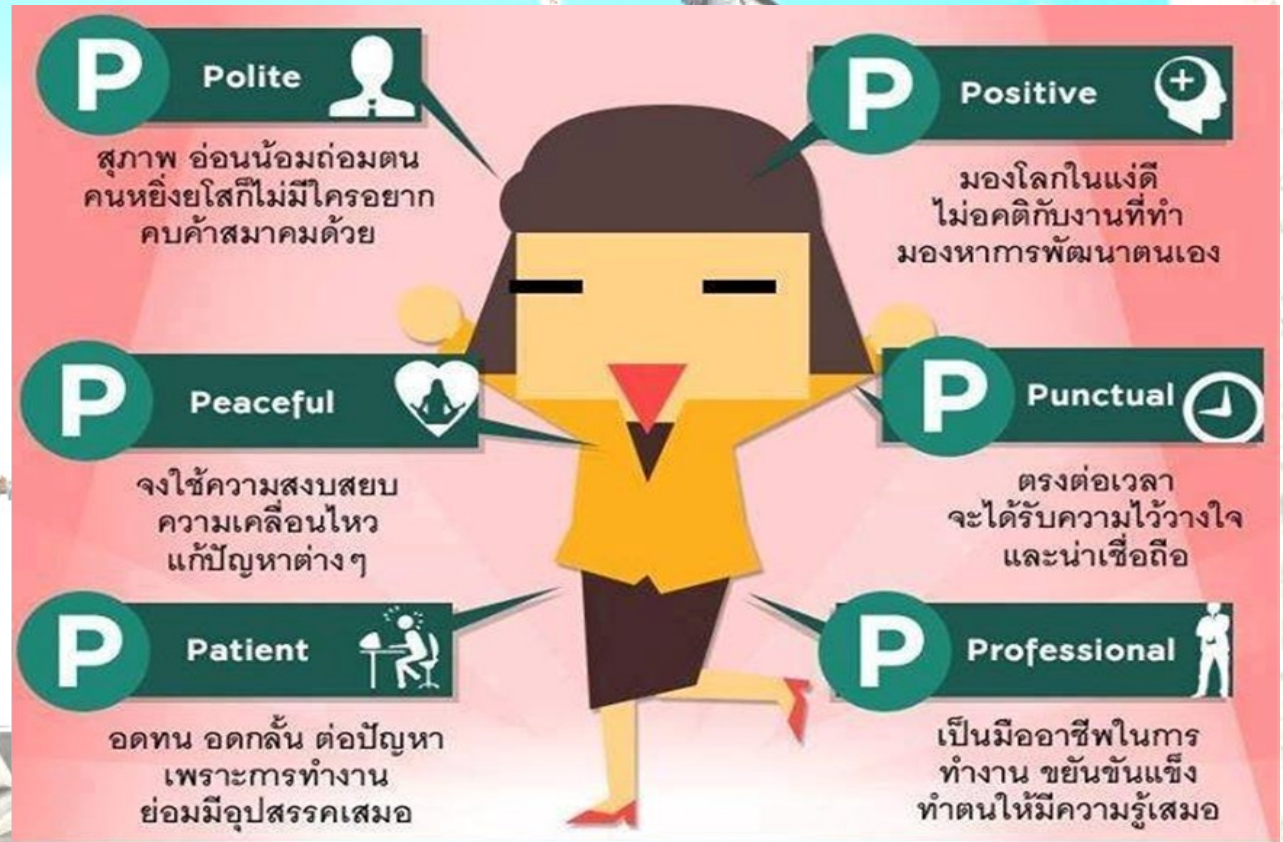 P Polite
สุภาพ อ่อนน้อมถ่อมตน
คนหยิ่งยโสก็ไม่มีใครอยาก
คบค้าสมาคมด้วย
P Positive
มองโลกในแง่ดี
ไม่อคติกับงานที่ทำ
มองหาการพัฒนาตนเอง
P Peaceful
จงใช้ความสงบสยบ
ความเคลื่อนไหว
แก้ปัญหาต่างๆ
P Punctual
ตรงต่อเวลา
จะได้รับความไว้วางใจ
และน่าเชื่อถือ
P Patient
อดทน อดกลั้น ต่อปัญหา
เพราะการทำงาน
ย่อมมีอุปสรรคเสมอ
P Professional
เป็นมืออาชีพในการ
ทำงาน ขยันขันแข็ง
ทำตนให้มีความรู้เสมอ